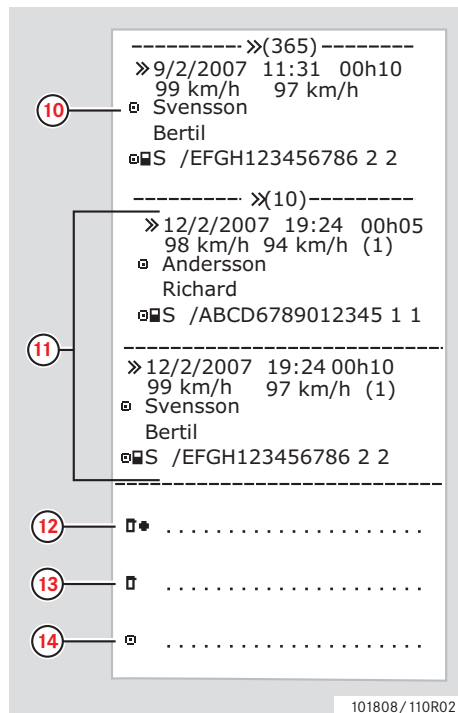 ---------- »(365) --------
»9/2/2007 11:31 00h10
99 km/h 97 km/h
10 Svensson
Bertil
S /EFGH123456786 2 2
---------- »(10) ----------
»12/2/2007 19:24 00h05
98 km/h 94 km/h (1)
Andersson
Richard
S /ABCD6789012345 1 1
11
------------------------------
»12/2/2007 19:24 00h10
99 km/h 97 km/h (1)
Svensson
Bertil
S /EFGH123456786 2 2
------------------------------
12 ......................
13 ......................
14 ......................
101808/110R02